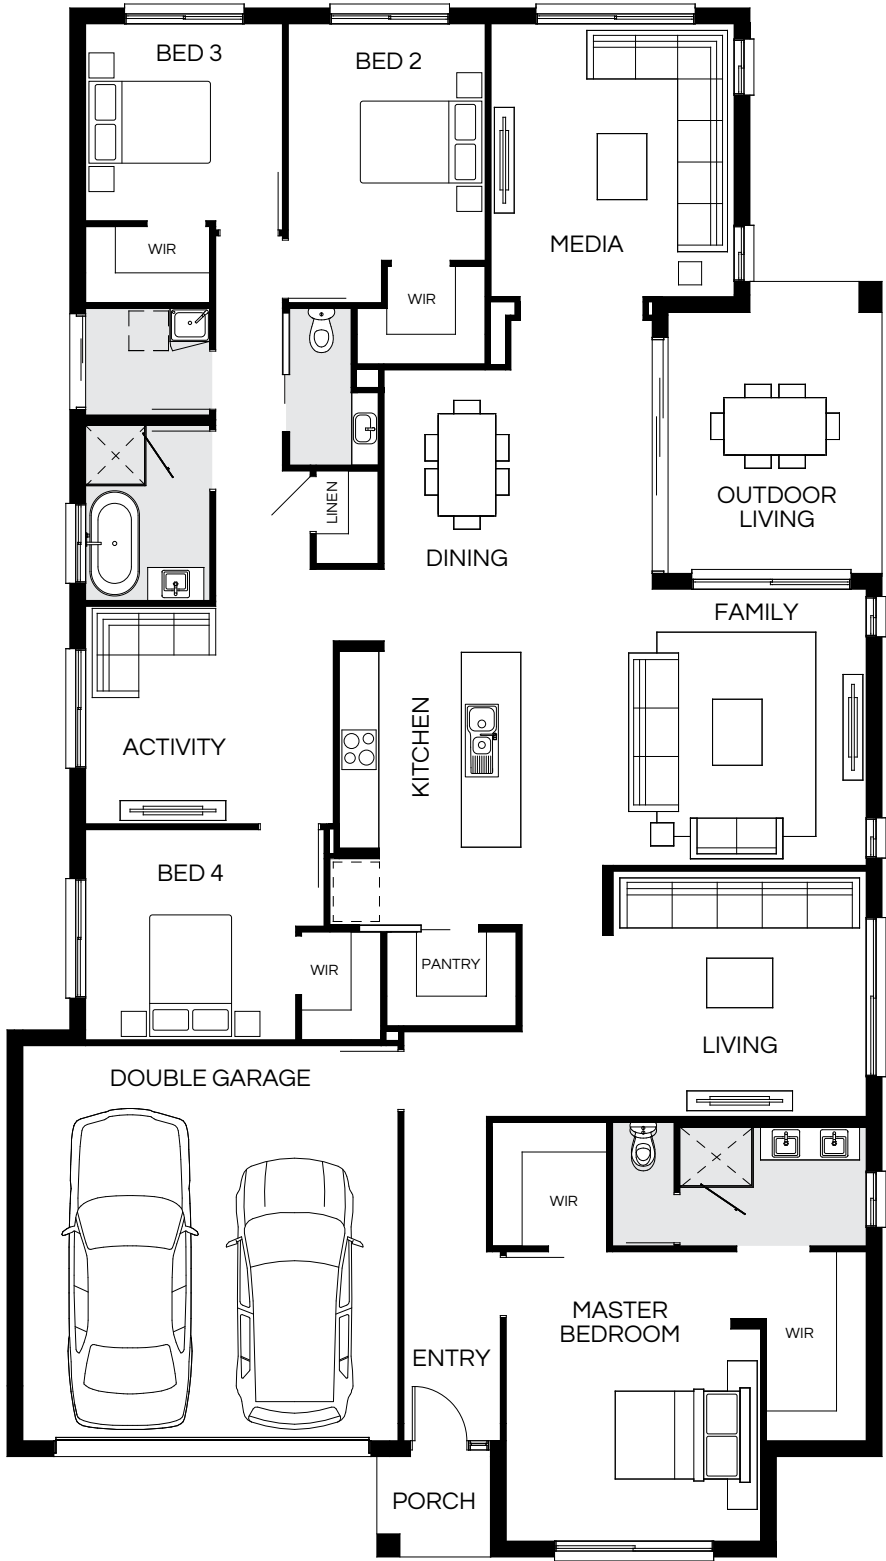 BED 3
BED 2
MEDIA
WIR
WIR
LINEN
OUTDOOR
LIVING
DINING
FAMILY
KITCHEN
ACTIVITY
BED 4
WIR
PANTRY
LIVING
DOUBLE GARAGE
WIR
MASTER
BEDROOM
WIR
ENTRY
PORCH